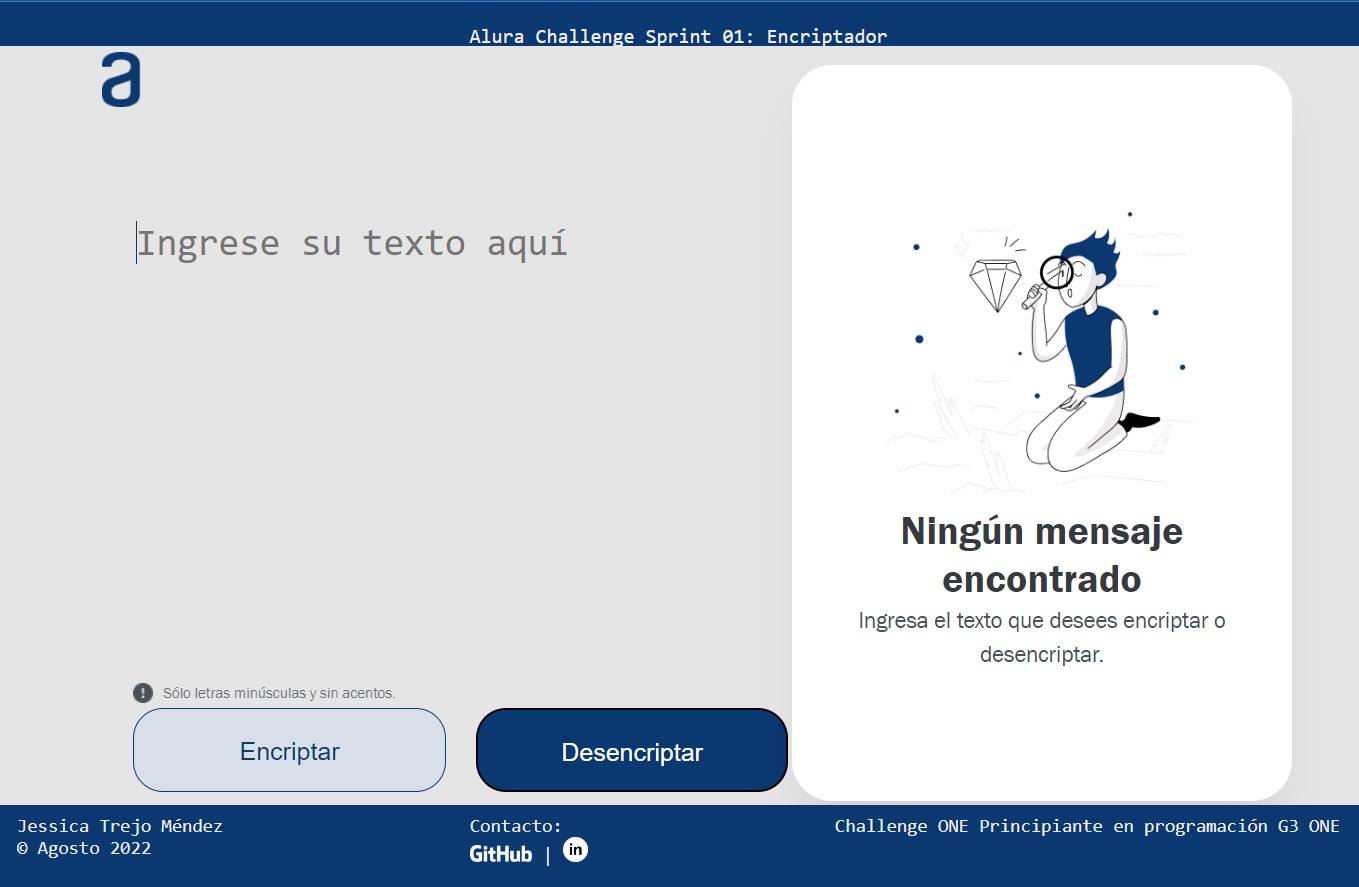 Alura Challenge Sprint 01: Encriptador
a
Ingrese su texto aquí
Ningún mensaje
encontrado
Ingresa el texto que desees encriptar o
desencriptar.
! Sólo letras minúsculas y sin acentos.
Encriptar
Desencriptar
Jessica Trejo Méndez
© Agosto 2022
Contacto:
GitHub | in
Challenge ONE Principiante en programación G3 ONE